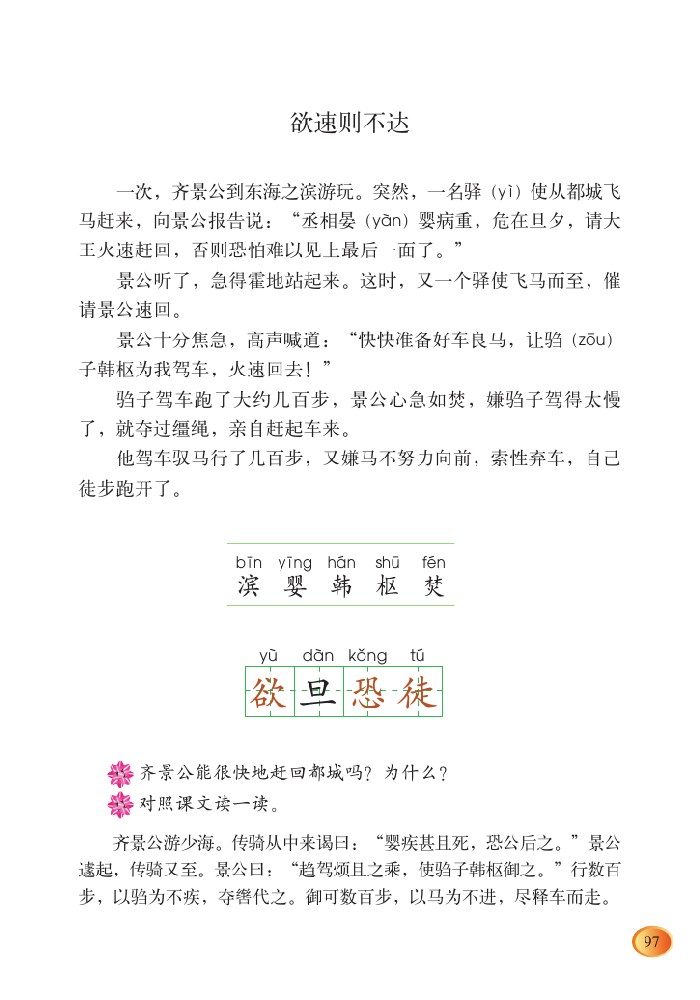 欲速则不达
一次，齐景公到东海之滨游玩。突然，一名驿（yì）使从都城飞
马赶来，向景公报告说：“丞相晏（yàn）婴病重，危在旦夕，请大
王火速赶回，否则恐怕难以见上最后一面了。”
景公听了，急得霍地站起来。这时，又一个驿使飞马而至，催
请景公速回。
景公十分焦急，高声喊道：“快快准备好车良马，让驺（zōu）
子韩枢为我驾车，火速回去！”
驺子驾车跑了大约几百步，景公心急如焚，嫌驺子驾得太慢
了，就夺过缰绳，亲自赶起车来。
他驾车驭马行了几百步，又嫌马不努力向前，索性弃车，自己
徒步跑开了。
bīn yīng hán shū fén
滨 婴 韩 枢 焚
yù dàn kǒng tú
欲 旦 恐 徒
齐景公能很快地赶回都城吗？为什么？
对照课文读一读。
齐景公游少海。传骑从中来谒曰：“婴疾甚且死，恐公后之。”景公
遽起，传骑又至。景公曰：“趋驾烦且之乘，使驺子韩枢御之。”行数百
步，以驺为不疾，夺辔代之。御可数百步，以马为不进，尽释车而走。
97